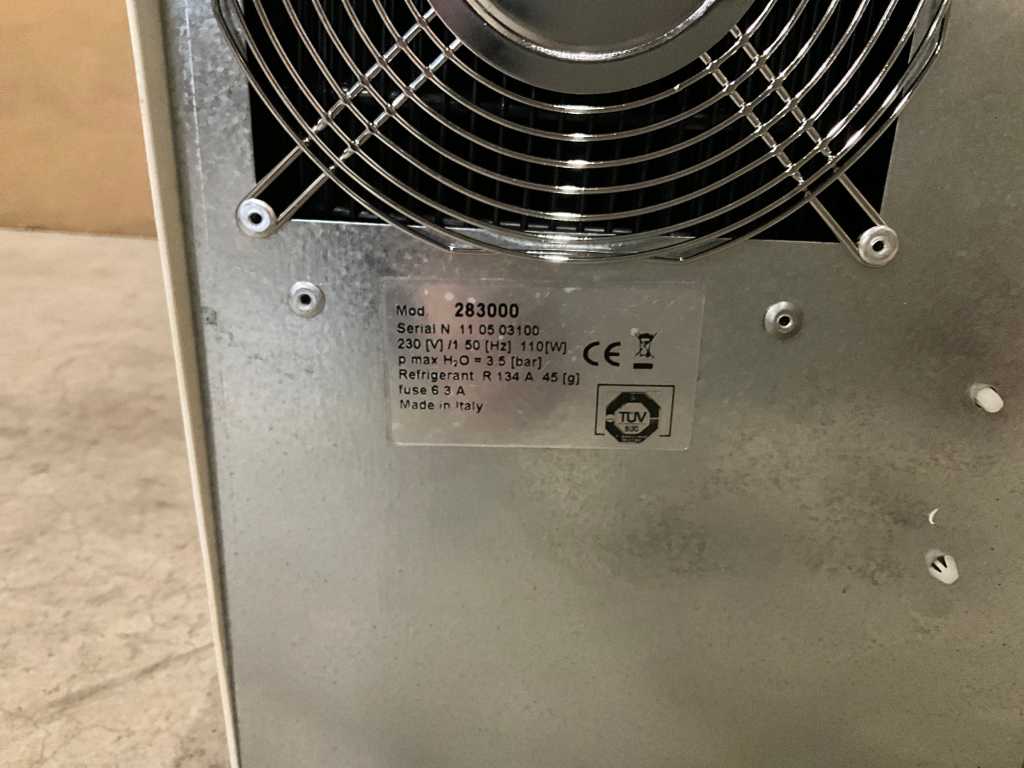 Mod. 283000
Serial N 11 05 03100
230 [V] /1 50 [Hz] 110[W]
p max H₂O = 3.5 [bar]
Refrigerant R 134 A 45 [g]
fuse 6.3 A
Made in Italy
CE
TÜV